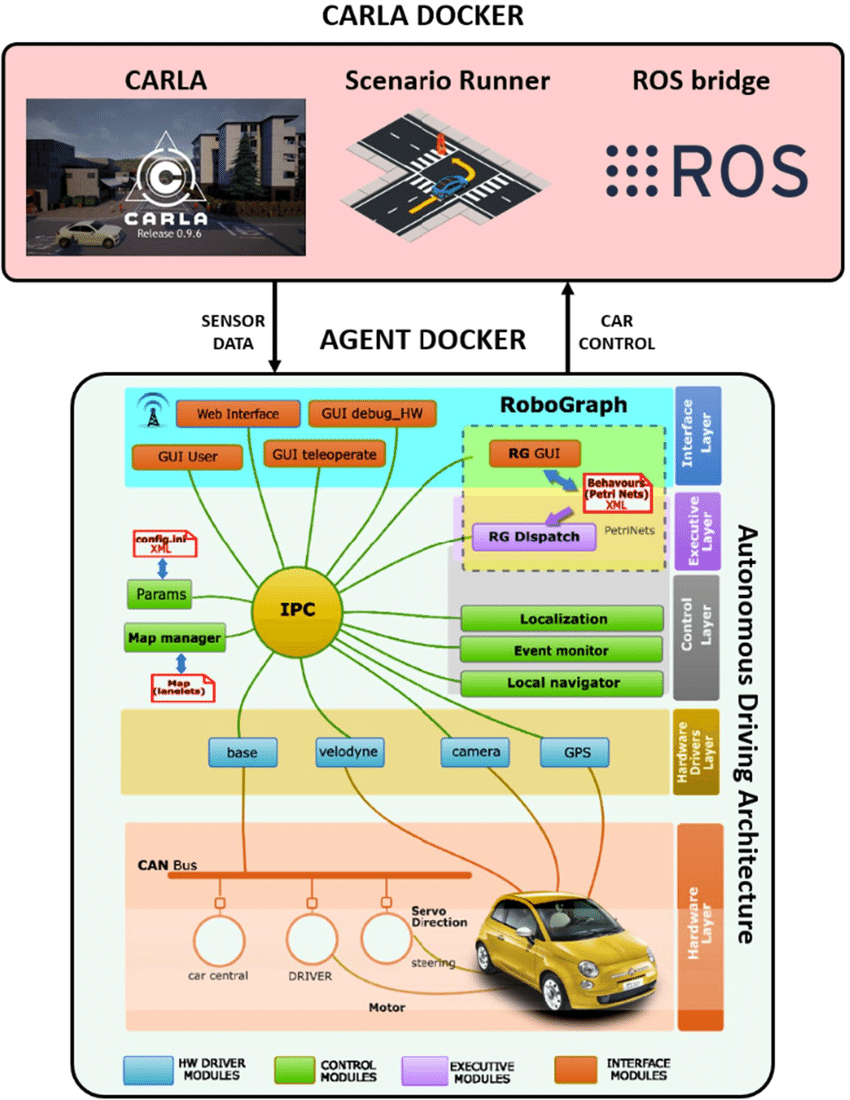 CARLA DOCKER
CARLA
Scenario Runner
ROS bridge
CARLA
Release 0.9.6
ROS
SENSOR
DATA
AGENT DOCKER
CAR
CONTROL
Web Interface
GUI debug_HW
RoboGraph
GUI User
GUI teleoperate
RG GUI
Interface
Layer
Behavours
(Petri Nets)
XML
config.ini
XML
RG Dispatch
PetriNets
Executive
Layer
Params
IPC
Map manager
Localization
Event monitor
Local navigator
Control
Layer
Map
(lanelets)
base
velodyne
camera
GPS
Hardware
Drivers
Layer
Autonomous Driving Architecture
CAN Bus
Servo
Direction
car central
DRIVER
steering
Motor
Hardware
Layer
HW DRIVER
MODULES
CONTROL
MODULES
EXECUTIVE
MODULES
INTERFACE
MODULES